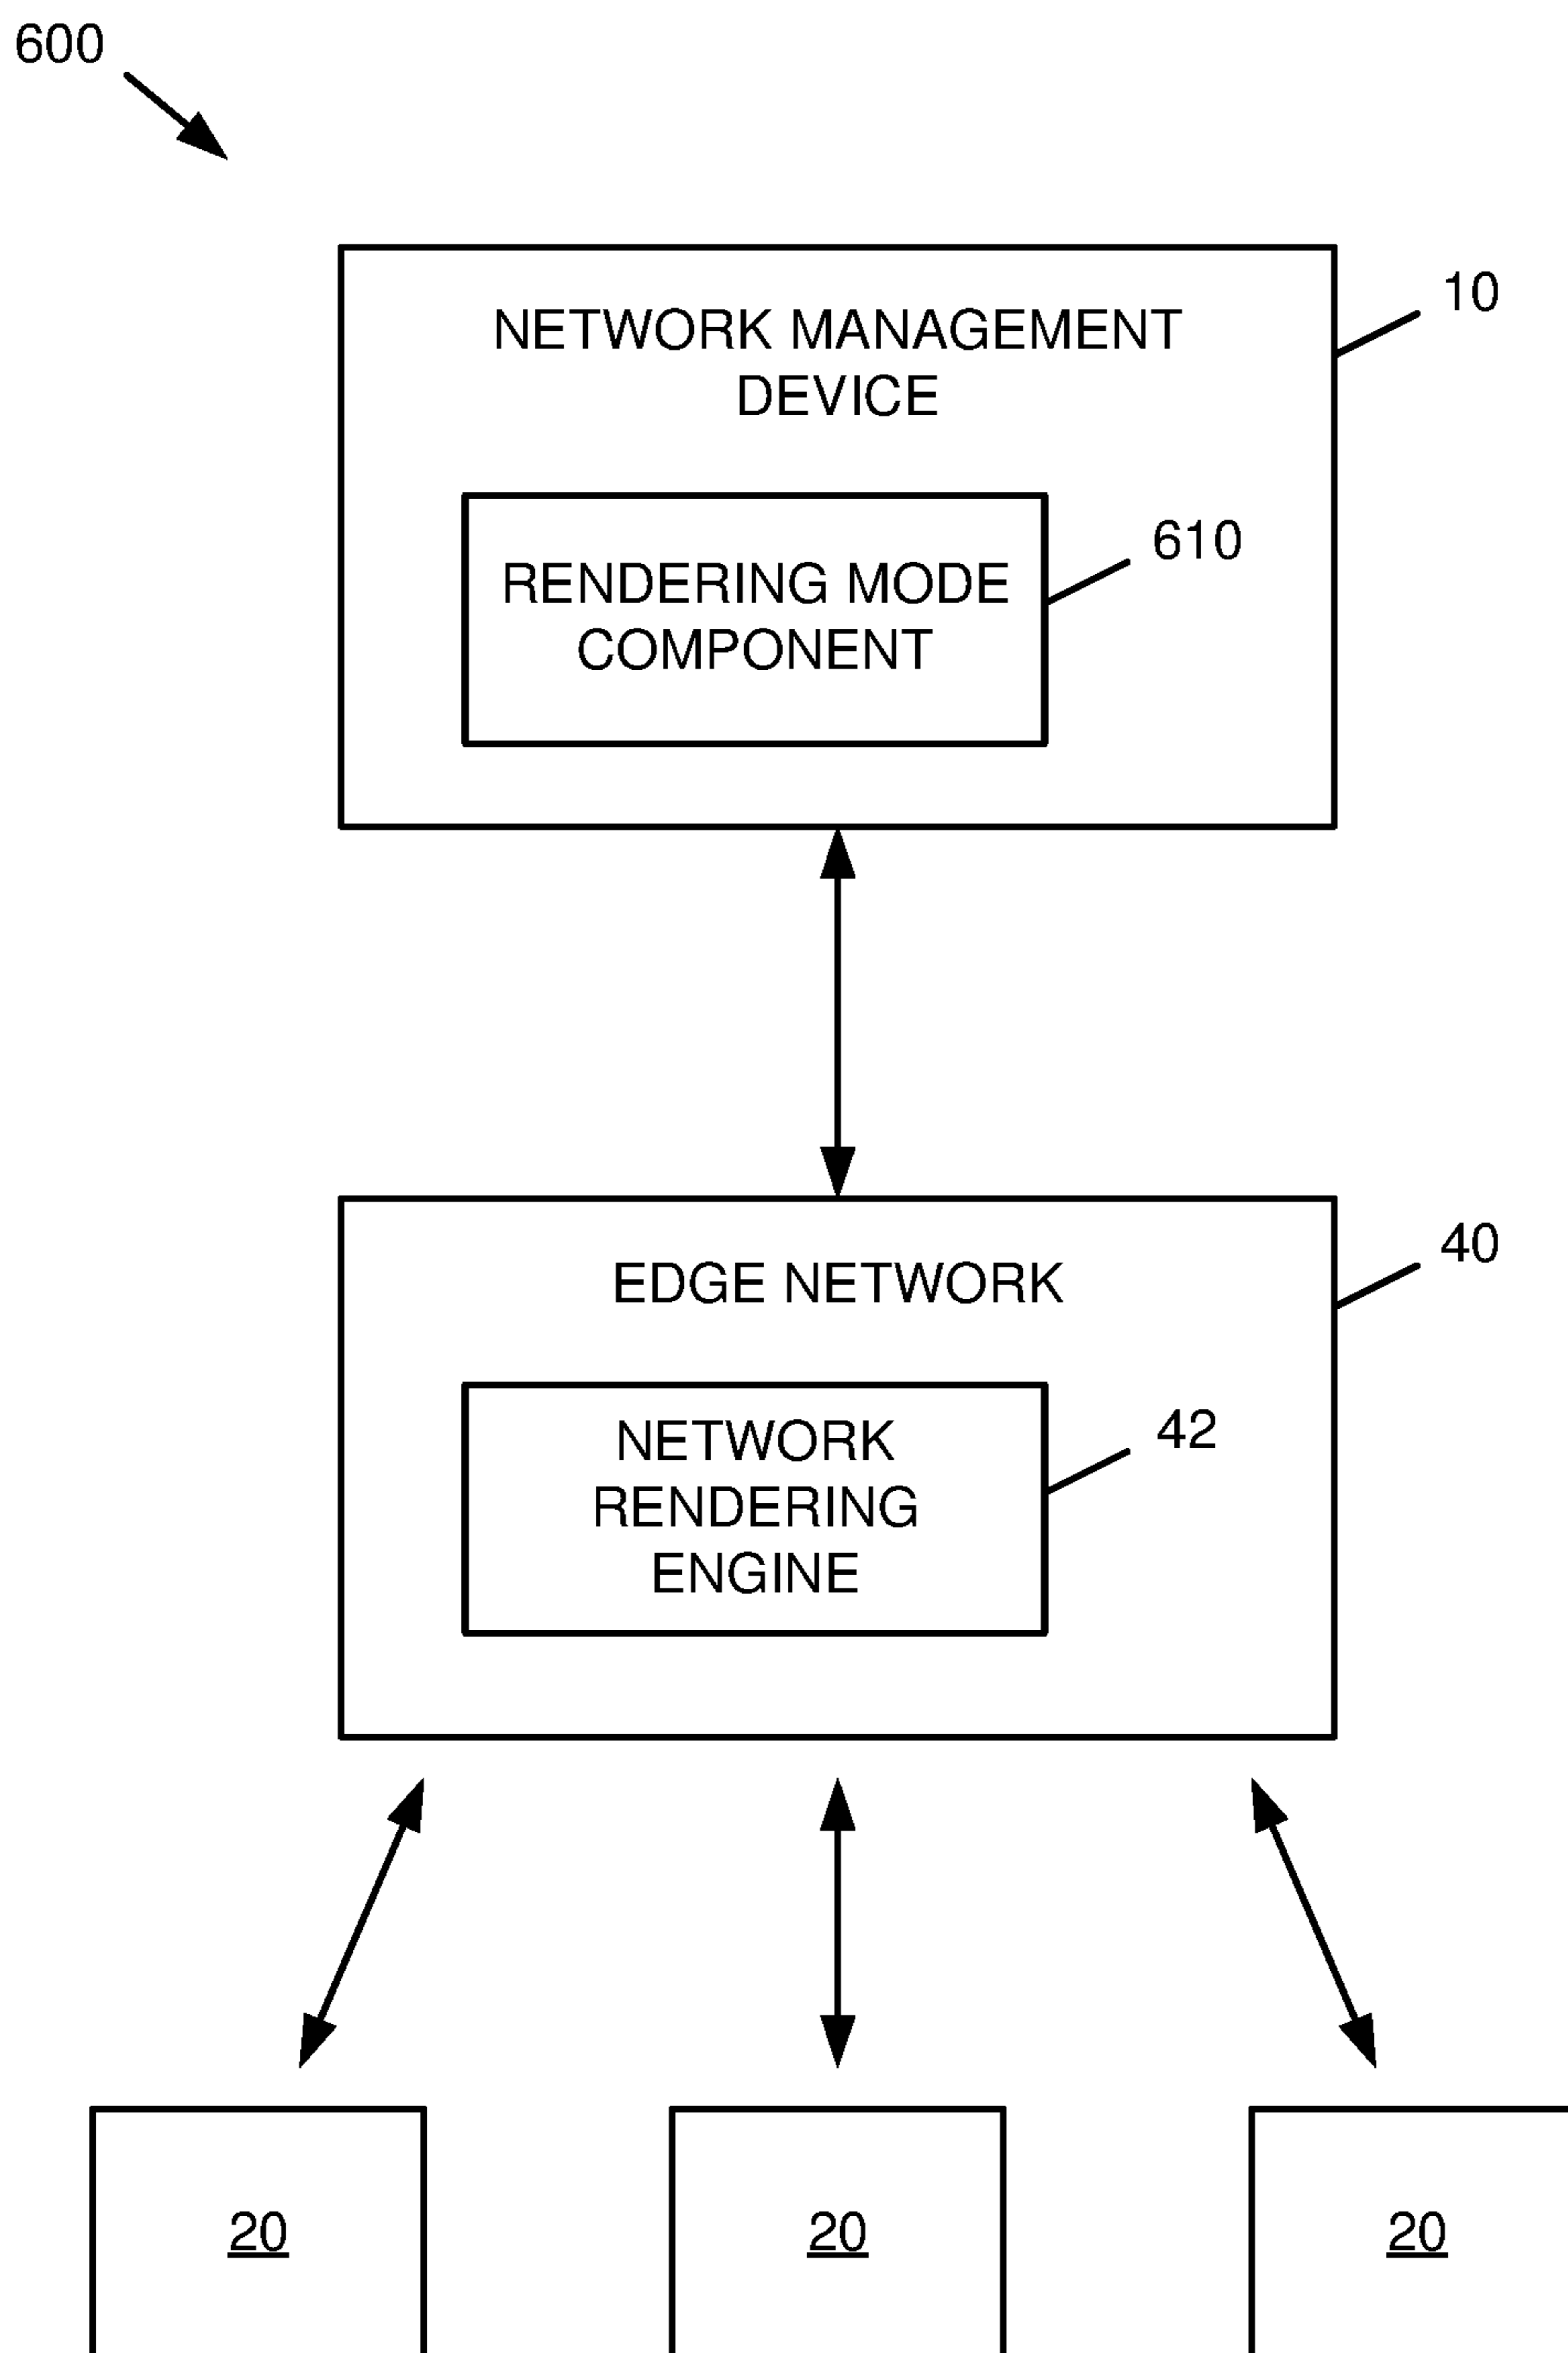 600
10
NETWORK MANAGEMENT
DEVICE
610
RENDERING MODE
COMPONENT
40
EDGE NETWORK
42
NETWORK
RENDERING
ENGINE
20 20 20